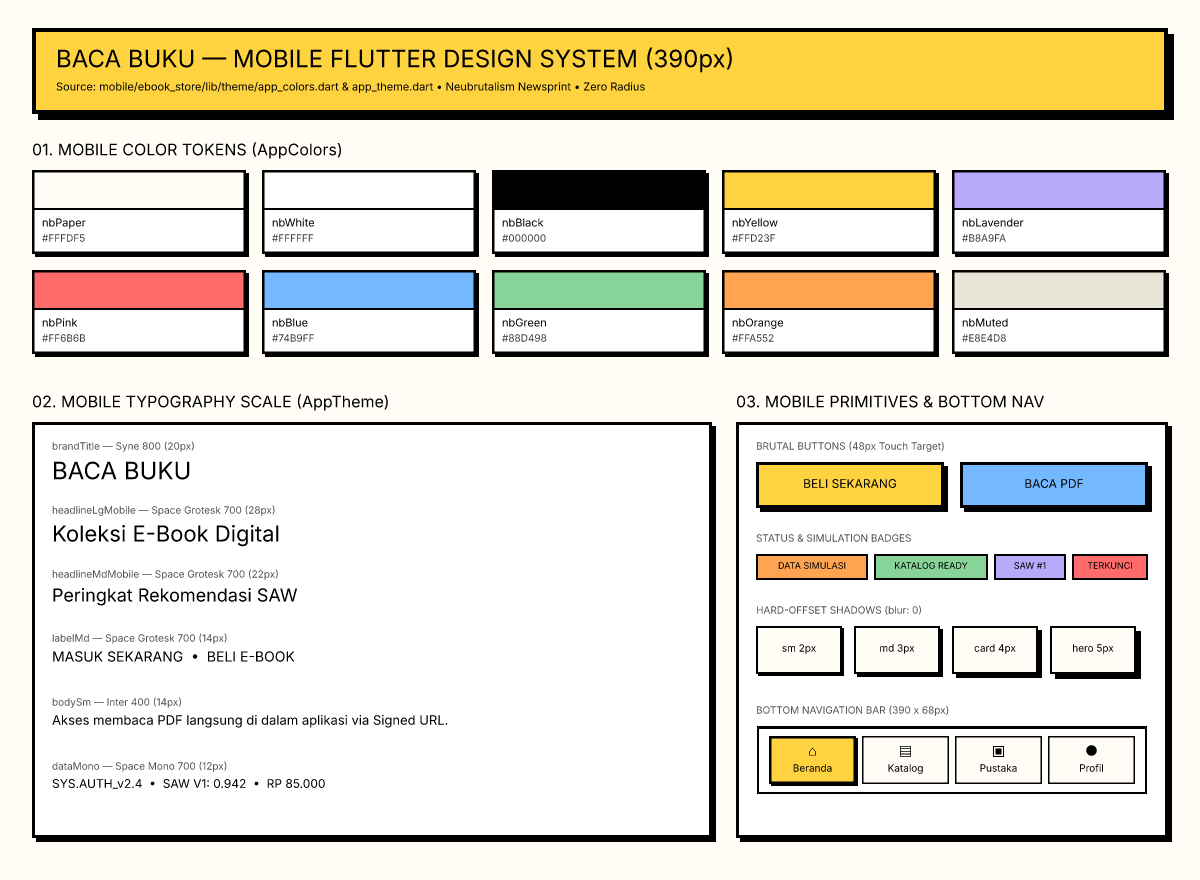 BACA BUKU — MOBILE FLUTTER DESIGN SYSTEM (390px)
Source: mobile/ebook_store/lib/theme/app_colors.dart & app_theme.dart • Neubrutalism Newsprint • Zero Radius
01. MOBILE COLOR TOKENS (AppColors)
nbPaper
#FFFDF5
nbWhite
#FFFFFF
nbBlack
#000000
nbYellow
#FFD23F
nbLavender
#B8A9FA
nbPink
#FF6B6B
nbBlue
#74B9FF
nbGreen
#88D498
nbOrange
#FFA552
nbMuted
#E8E4D8
02. MOBILE TYPOGRAPHY SCALE (AppTheme)
brandTitle — Syne 800 (20px)
BACA BUKU
headlineLgMobile — Space Grotesk 700 (28px)
Koleksi E-Book Digital
headlineMdMobile — Space Grotesk 700 (22px)
Peringkat Rekomendasi SAW
labelMd — Space Grotesk 700 (14px)
MASUK SEKARANG • BELI E-BOOK
bodySm — Inter 400 (14px)
Akses membaca PDF langsung di dalam aplikasi via Signed URL.
dataMono — Space Mono 700 (12px)
SYS.AUTH_v2.4 • SAW V1: 0.942 • RP 85.000
03. MOBILE PRIMITIVES & BOTTOM NAV
BRUTAL BUTTONS (48px Touch Target)
BELI SEKARANG
BACA PDF
STATUS & SIMULATION BADGES
DATA SIMULASI
KATALOG READY
SAW #1
TERKUNCI
HARD-OFFSET SHADOWS (blur: 0)
sm 2px
md 3px
card 4px
hero 5px
BOTTOM NAVIGATION BAR (390 x 68px)
Beranda
Katalog
Pustaka
Profil